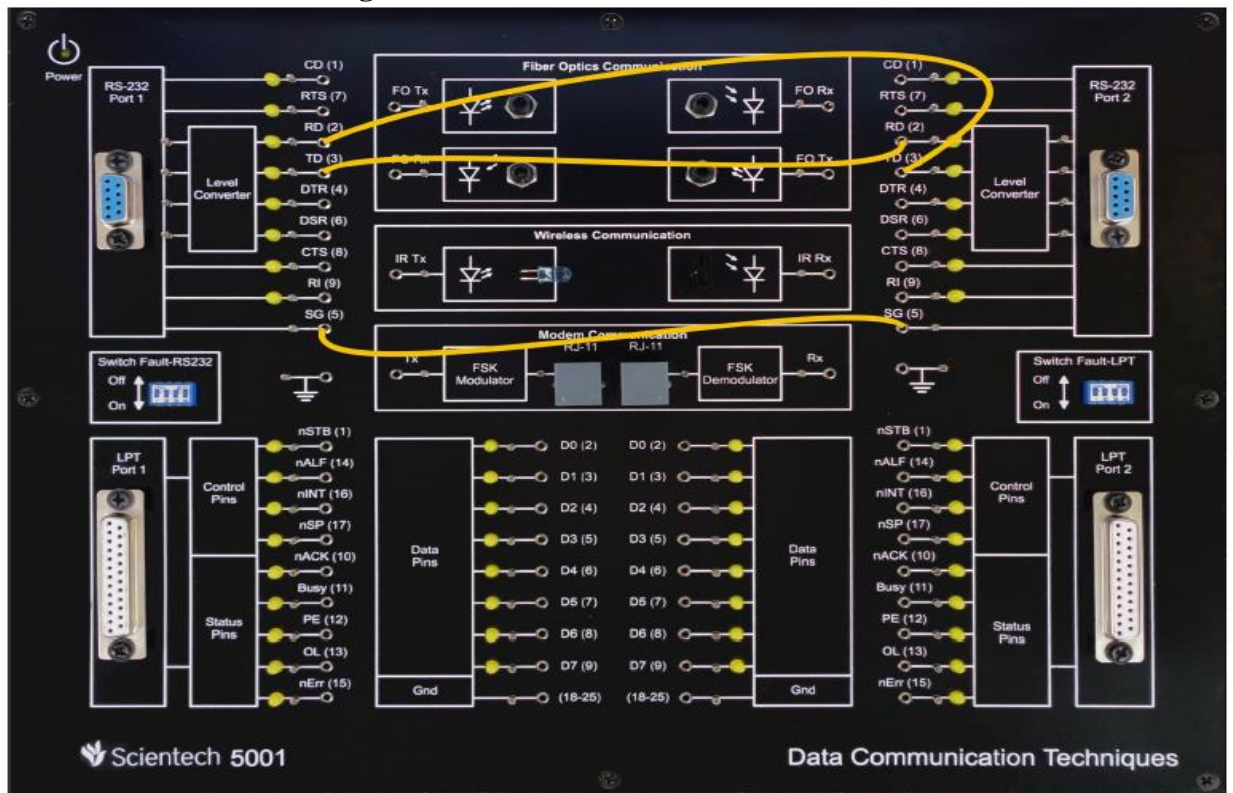 Power
RS-232
Port 1
CD (1)
RTS (7)
RD (2)
TD (3)
DTR (4)
DSR (6)
CTS (8)
RI (9)
SG (5)
Level
Converter
Fiber Optics Communication
FO Tx
FO Rx
FO Rx
FO Tx
Wireless Communication
IR Tx
IR Rx
Modem Communication
RJ-11
RJ-11
Tx
FSK
Modulator
FSK
Demodulator
Rx
CD (1)
RTS (7)
RD (2)
TD (3)
DTR (4)
DSR (6)
CTS (8)
RI (9)
SG (5)
Level
Converter
RS-232
Port 2
Switch Fault-RS232
Off
On
Switch Fault-LPT
Off
On
LPT
Port 1
Control
Pins
Status
Pins
nSTB (1)
nALF (14)
nINT (16)
nSP (17)
nACK (10)
Busy (11)
PE (12)
OL (13)
nErr (15)
Data
Pins
Gnd
D0 (2)
D1 (3)
D2 (4)
D3 (5)
D4 (6)
D5 (7)
D6 (8)
D7 (9)
(18-25)
D0 (2)
D1 (3)
D2 (4)
D3 (5)
D4 (6)
D5 (7)
D6 (8)
D7 (9)
(18-25)
Data
Pins
Gnd
nSTB (1)
nALF (14)
nINT (16)
nSP (17)
nACK (10)
Busy (11)
PE (12)
OL (13)
nErr (15)
Control
Pins
Status
Pins
LPT
Port 2
Scientech 5001
Data Communication Techniques